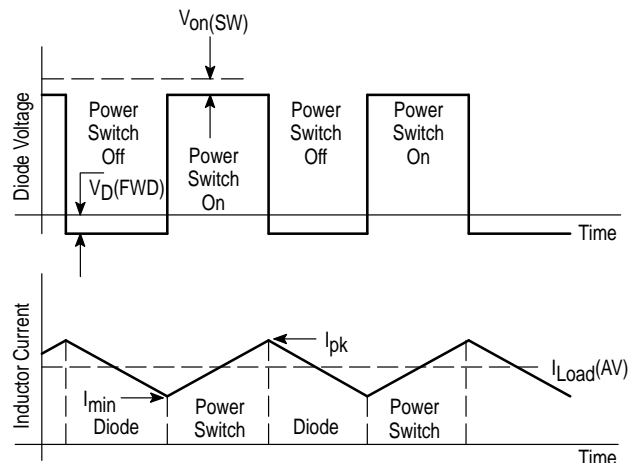 Von(SW)
Diode Voltage
Power
Switch
Off
Power
Switch
On
Power
Switch
Off
Power
Switch
On
VD(FWD)
Time
Inductor Current
Ipk
ILoad(AV)
Imin
Diode
Power
Switch
Diode
Power
Switch
Time